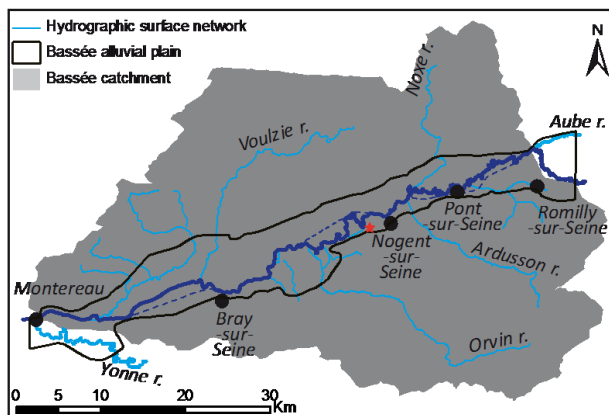 Hydrographic surface network
Bassée alluvial plain
Bassée catchment
N
Noxe r.
Aube r.
Voulzie r.
Pont
-sur-Seine
Romilly
-sur-Seine
Nogent
-sur-
Seine
Ardusson r.
Montereau
Bray
-sur-
Seine
Orvin r.
Yonne r.
0 5 10 20 30
Km